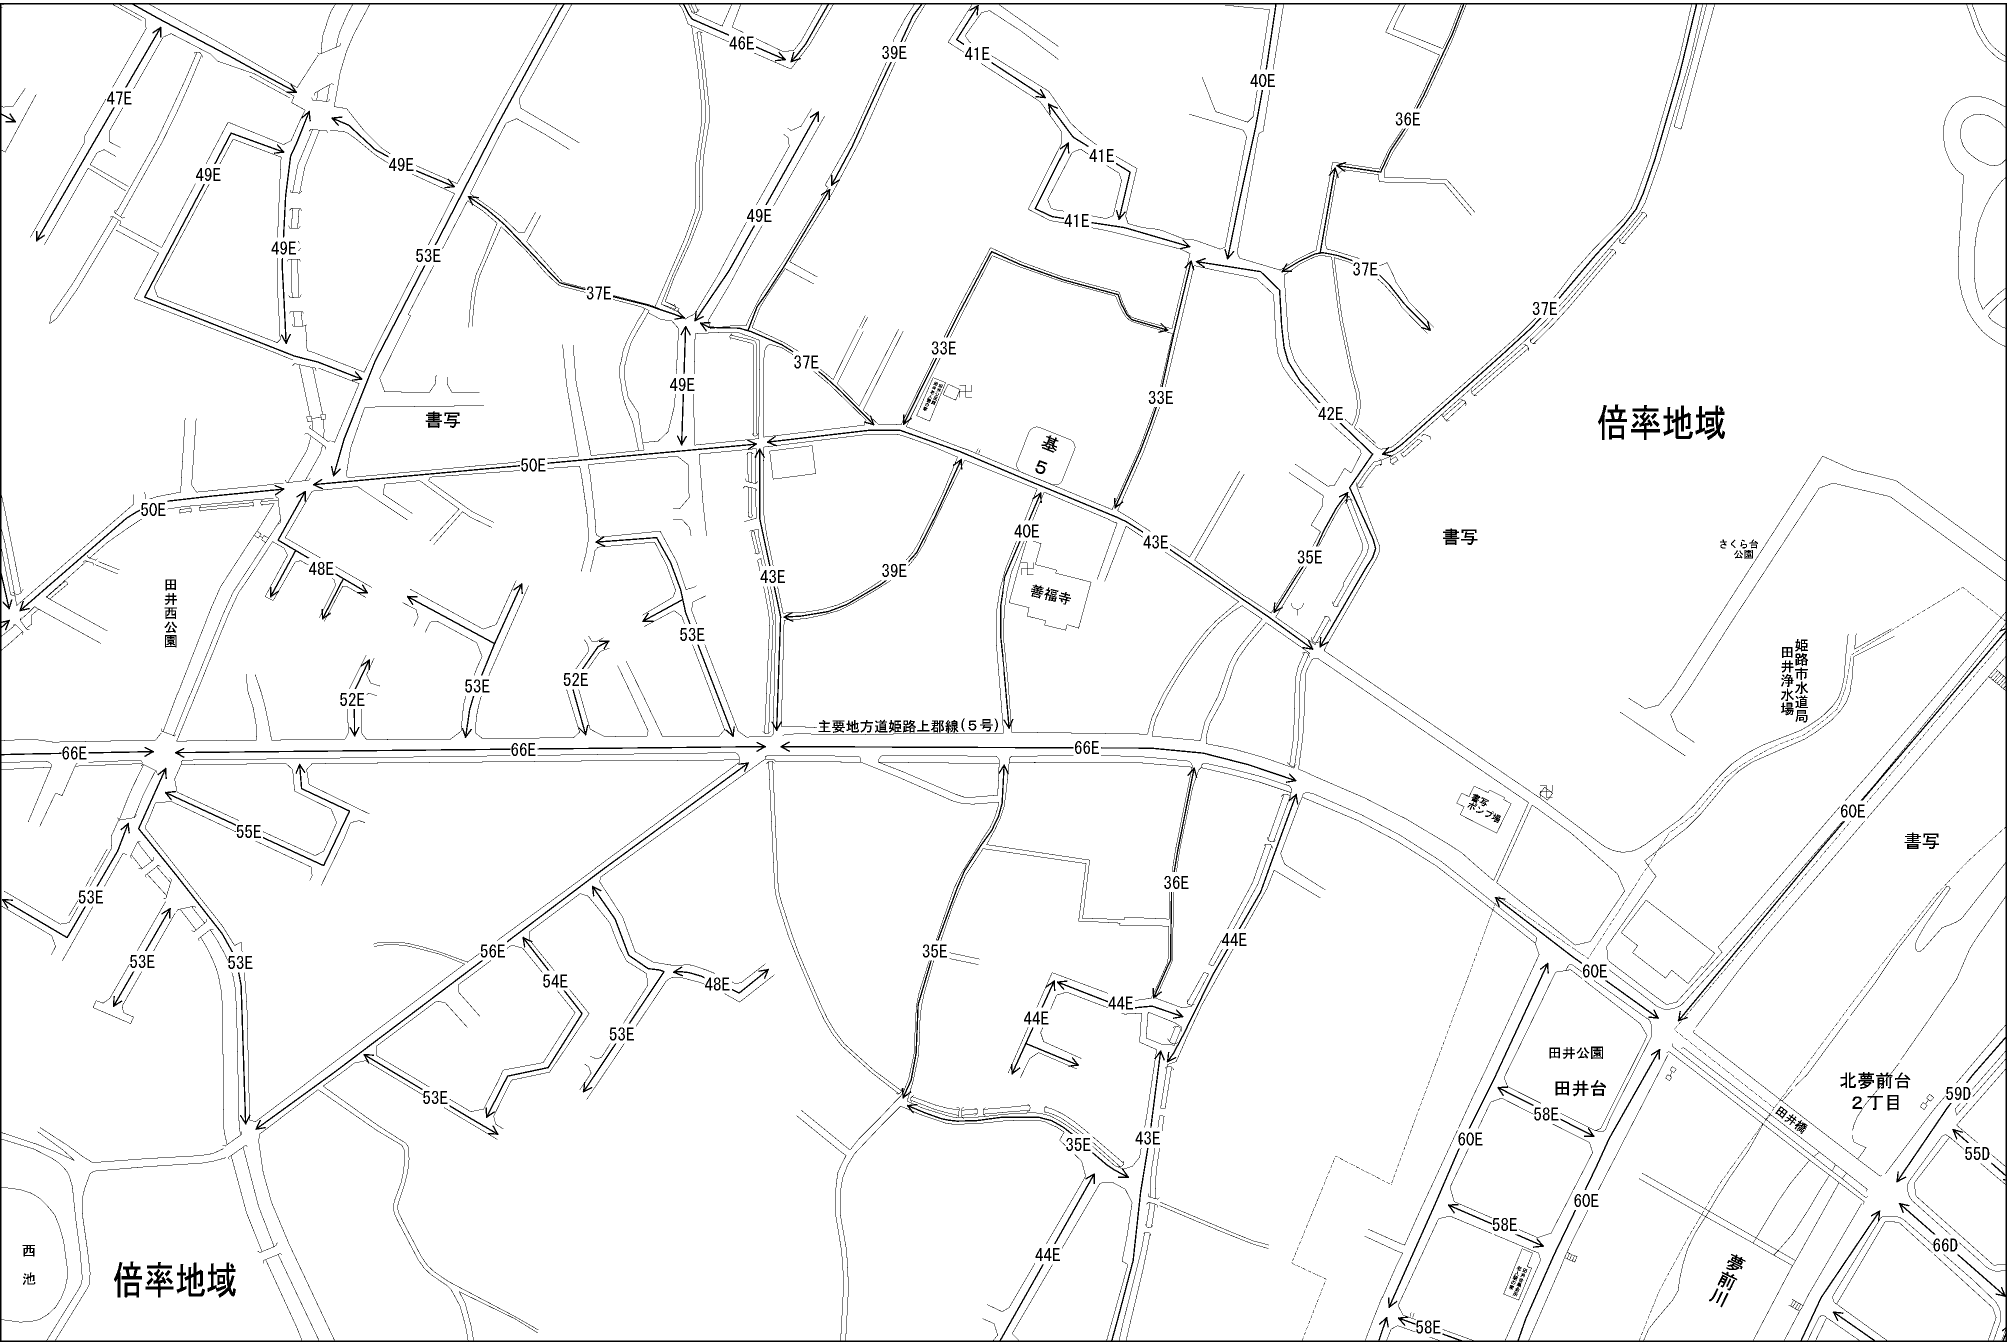 46E
39E
41E
40E
36E
47E
49E
49E
41E
49E
41E
49E
53E
37E
37E
37E
33E
37E
49E
33E
42E
書写
倍率地域
基
5
50E
50E
40E
43E
書写
さくら台
公園
35E
48E
43E
39E
田井西公園
善福寺
53E
姫路市水道局
田井浄水場
52E
53E
52E
主要地方道姫路上郡線(5号)
66E
66E
66E
書写
ポンプ場
60E
書写
55E
36E
53E
44E
56E
35E
53E
53E
54E
48E
60E
44E
44E
53E
田井公園
田井台
北夢前台
2丁目
59D
53E
58E
田井橋
43E
35E
60E
55D
60E
58E
66D
44E
西池
倍率地域
夢前川
58E